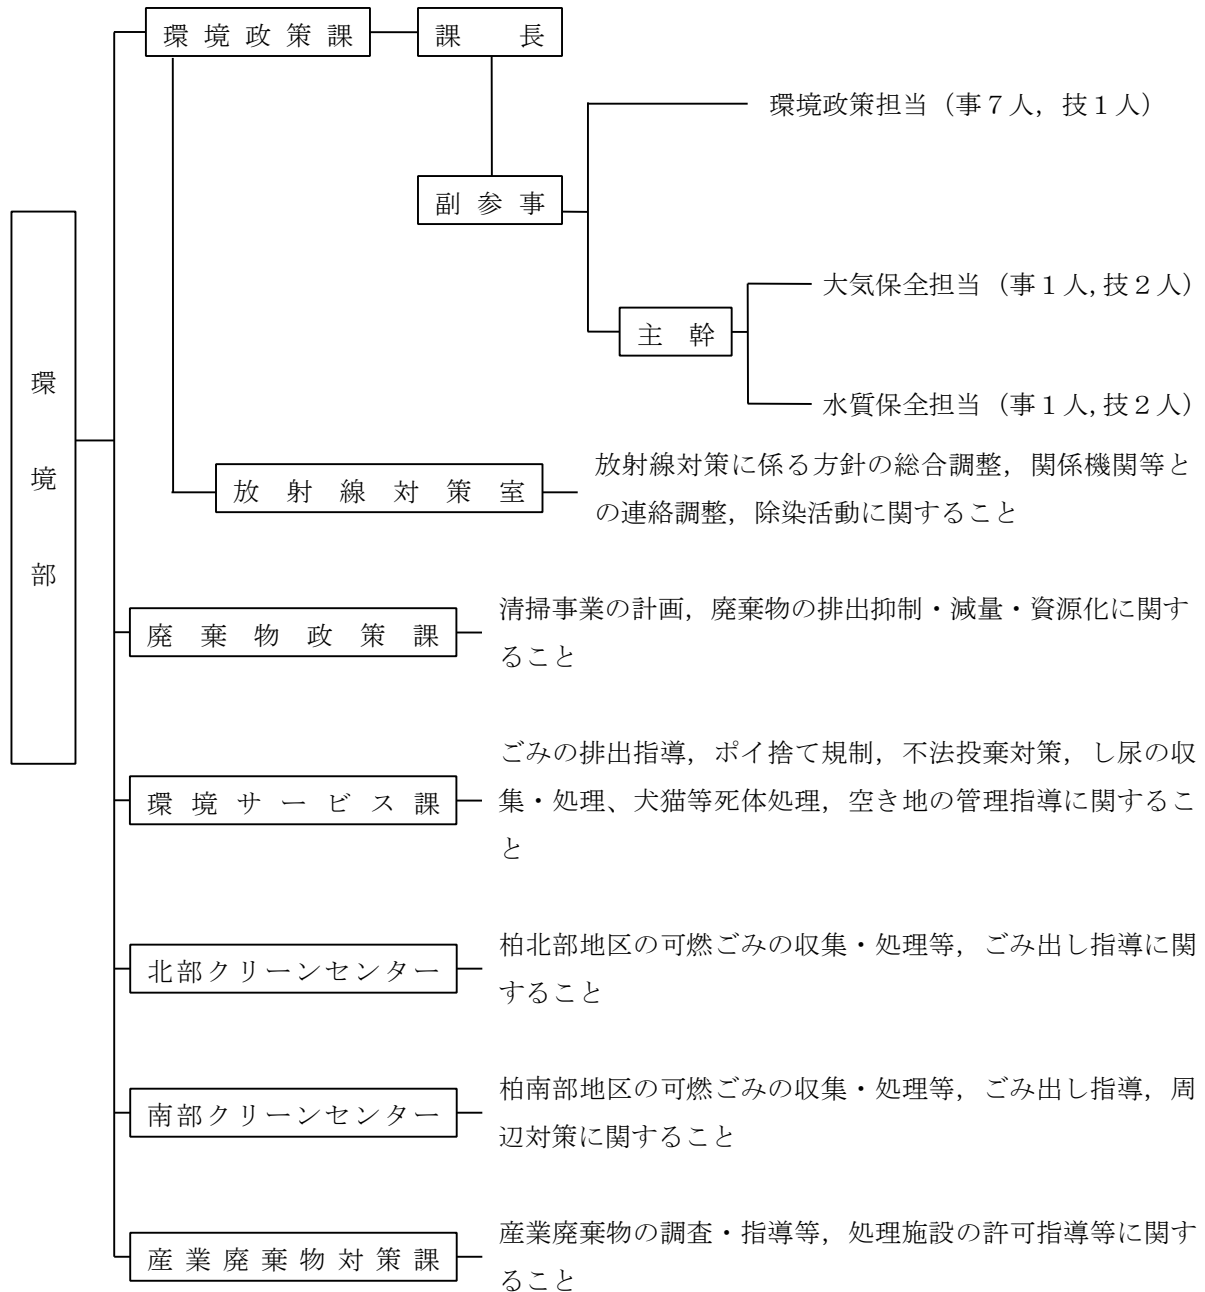 環境部
環境政策課
課長
環境政策担当（事７人，技１人）
副参事
大気保全担当（事１人,技２人）
主幹
水質保全担当（事１人,技２人）
放射線対策室
放射線対策に係る方針の総合調整，関係機関等と
の連絡調整，除染活動に関すること
廃棄物政策課
清掃事業の計画，廃棄物の排出抑制・減量・資源化に関す
ること
環境サービス課
ごみの排出指導，ポイ捨て規制，不法投棄対策，し尿の収
集・処理、犬猫等死体処理，空き地の管理指導に関するこ
と
北部クリーンセンター
柏北部地区の可燃ごみの収集・処理等，ごみ出し指導に関
すること
南部クリーンセンター
柏南部地区の可燃ごみの収集・処理等，ごみ出し指導，周
辺対策に関すること
産業廃棄物対策課
産業廃棄物の調査・指導等，処理施設の許可指導等に関す
ること